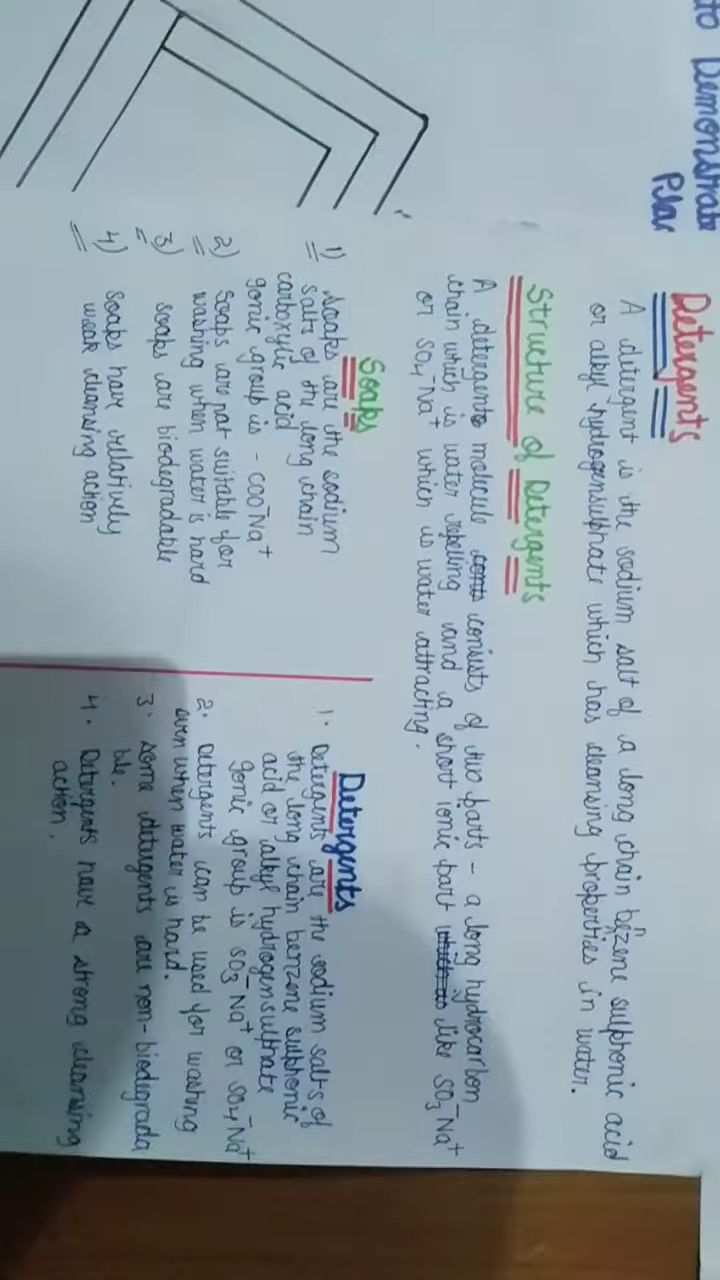 to Demonstrate
Detergents
A detergent is the sodium salt of a long chain bezene sulphonic acid
or alkyl hydrogensulphate which has cleansing properties in water.
Structure of Detergents
A detergent molecule consists of two parts - a long hydrocarbon
chain which is water repelling and a short ionic part like SO₃⁻Na⁺
or SO₄⁻Na⁺ which is water attracting.
Soaps
1) Soaps are the sodium
salts of the long chain
carboxylic acid
gonic group is - COO⁻Na⁺
2) Soaps are not suitable for
washing when water is hard
3) soaps are biodegradable
4) Soaps have relatively
weak cleansing action
Detergents
1. Detergent are the sodium salts of
the long chain benzene sulphonic
acid or alkyl hydrogensulphate
gonic group is SO₃⁻Na⁺ or SO₄⁻Na⁺
2. Detergents can be used for washing
even when water is hard.
3. Some detergents are non-biodegrada
ble.
4. Detergents have a strong cleansing
action.